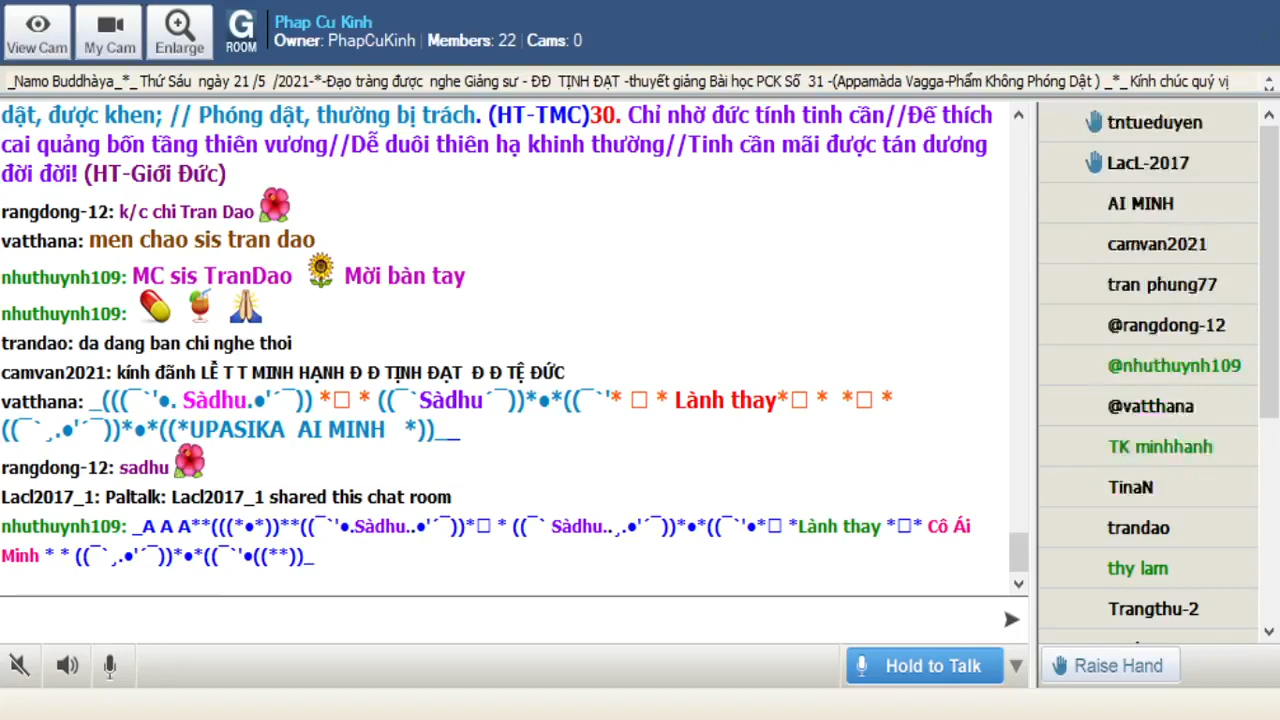 View Cam
My Cam
Enlarge
G
ROOM
Phap Cu Kinh
Owner: PhapCuKinh | Members: 22 | Cams: 0
_Namo Buddhàya_*_ Thứ Sáu ngày 21 /5 /2021-*-Đạo tràng được nghe Giảng sư - ĐĐ TỊNH ĐẠT -thuyết giảng Bài học PCK Số 31 -(Appamàda Vagga-Phẩm Không Phóng Dật ) _*_ Kính chúc quý vị
dật, được khen; // Phóng dật, thường bị trách. (HT-TMC)30. Chỉ nhờ đức tính tinh cần//Đế thích
cai quảng bốn tầng thiên vương//Dễ duôi thiên hạ khinh thường//Tinh cần mãi được tán dương
đời đời! (HT-Giới Đức)
rangdong-12: k/c chi Tran Dao
vatthana: men chao sis tran dao
nhuthuynh109: MC sis TranDao Mời bàn tay
nhuthuynh109:
trandao: da dang ban chi nghe thoi
camvan2021: kính đãnh LỄ T T MINH HẠNH Đ Đ TỊNH ĐẠT Đ Đ TỆ ĐỨC
vatthana: _(((¯`'●. Sàdhu.●'´¯)) *□ * ((¯`Sàdhu´¯))*●*((¯`'* □ * Lành thay*□ * *□ *
((¯`¸.●'´¯))*●*((*UPASIKA AI MINH *))__
rangdong-12: sadhu
Lacl2017_1: Paltalk: Lacl2017_1 shared this chat room
nhuthuynh109: _A A A**(((*●*))**((¯`'●.Sàdhu..●'´¯))*□ * ((¯` Sàdhu..¸.●'´¯))*●*((¯`'●*□ *Lành thay *□* Cô Ái
Minh * * ((¯`¸.●'´¯))*●*((¯`'●((**))_
Hold to Talk
tntueduyen
LacL-2017
AI MINH
camvan2021
tran phung77
@rangdong-12
@nhuthuynh109
@vatthana
TK minhhanh
TinaN
trandao
thy lam
Trangthu-2
Raise Hand